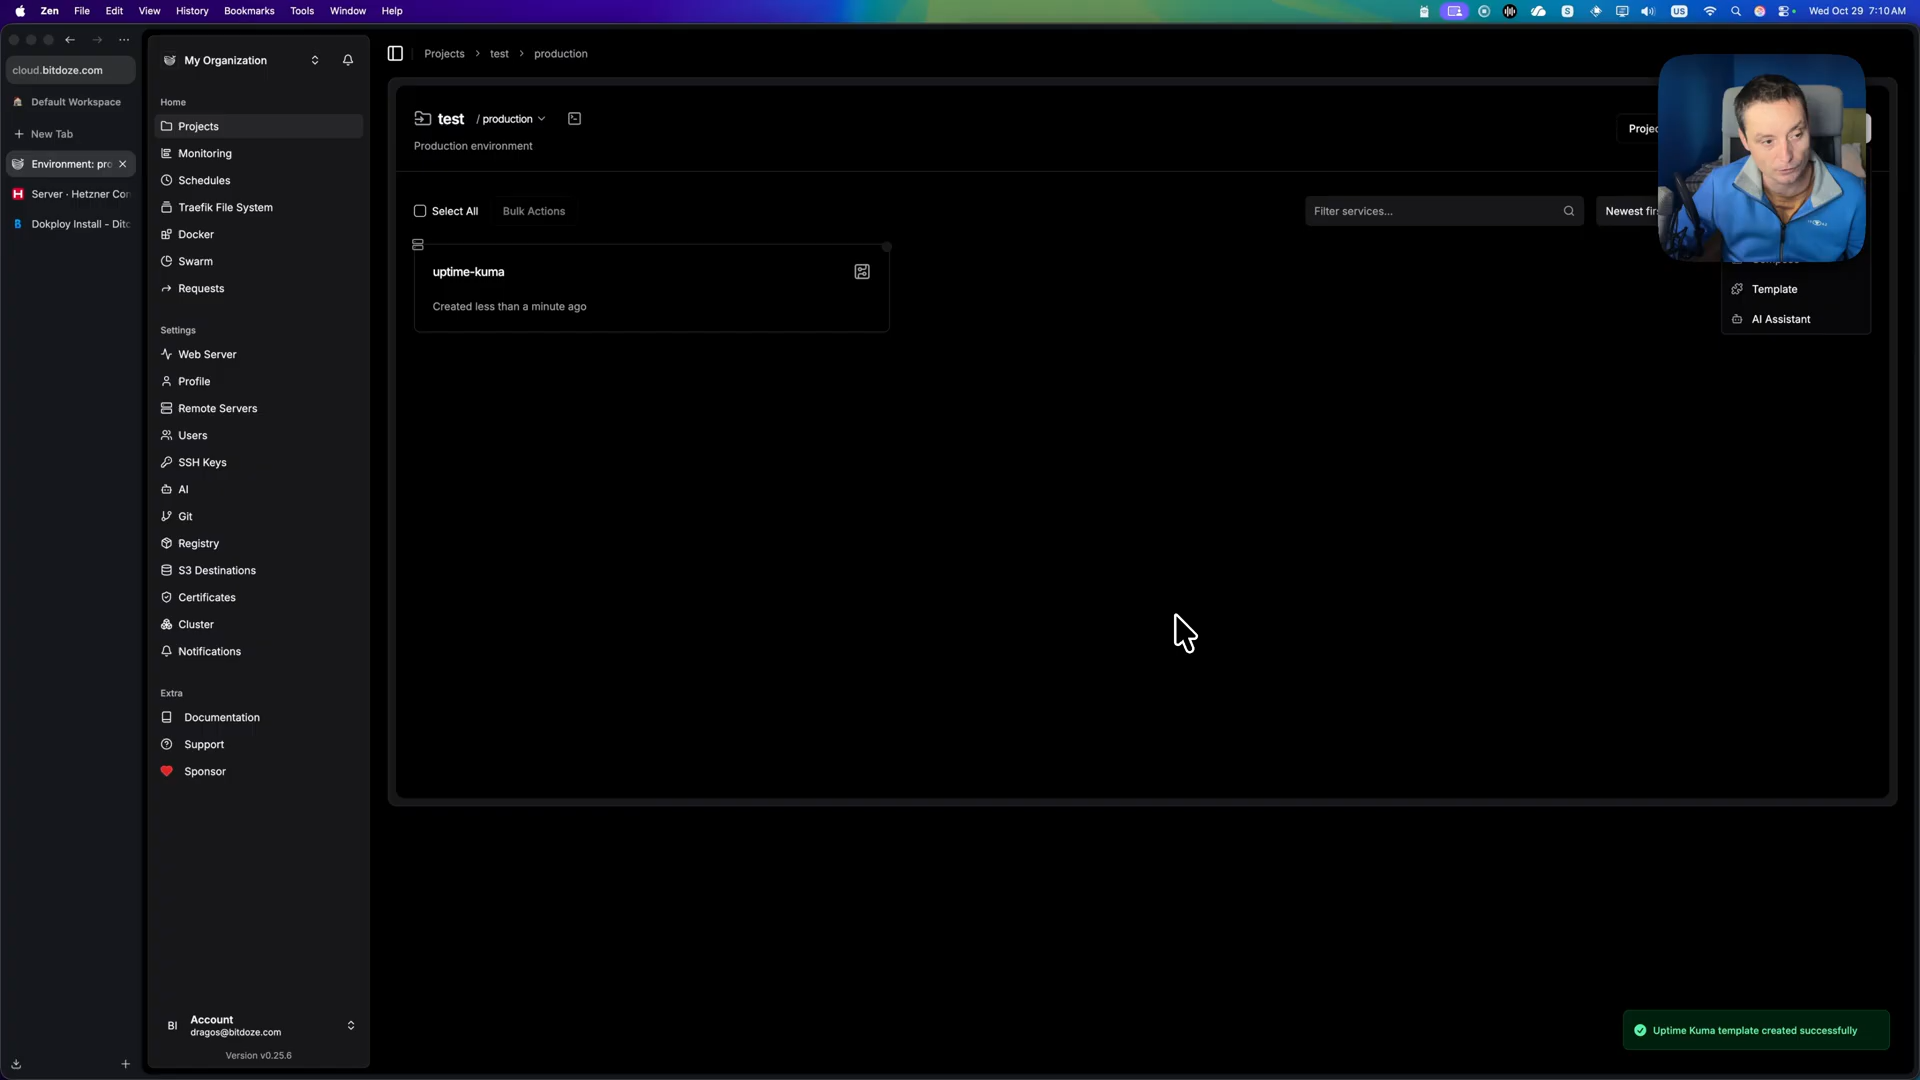 Zen File Edit View History Bookmarks Tools Window Help
US
Wed Oct 29 7:10 AM
cloud.bitdoze.com
Default Workspace
New Tab
Environment: pro
Server · Hetzner Con
Dokploy Install - Ditc
My Organization
Home
Projects
Monitoring
Schedules
Traefik File System
Docker
Swarm
Requests
Settings
Web Server
Profile
Remote Servers
Users
SSH Keys
AI
Git
Registry
S3 Destinations
Certificates
Cluster
Notifications
Extra
Documentation
Support
Sponsor
BI
Account
dragos@bitdoze.com
Version v0.25.6
Projects > test > production
test / production
Production environment
Projec
Select All
Bulk Actions
Filter services...
Newest firs
uptime-kuma
Created less than a minute ago
Template
AI Assistant
Uptime Kuma template created successfully